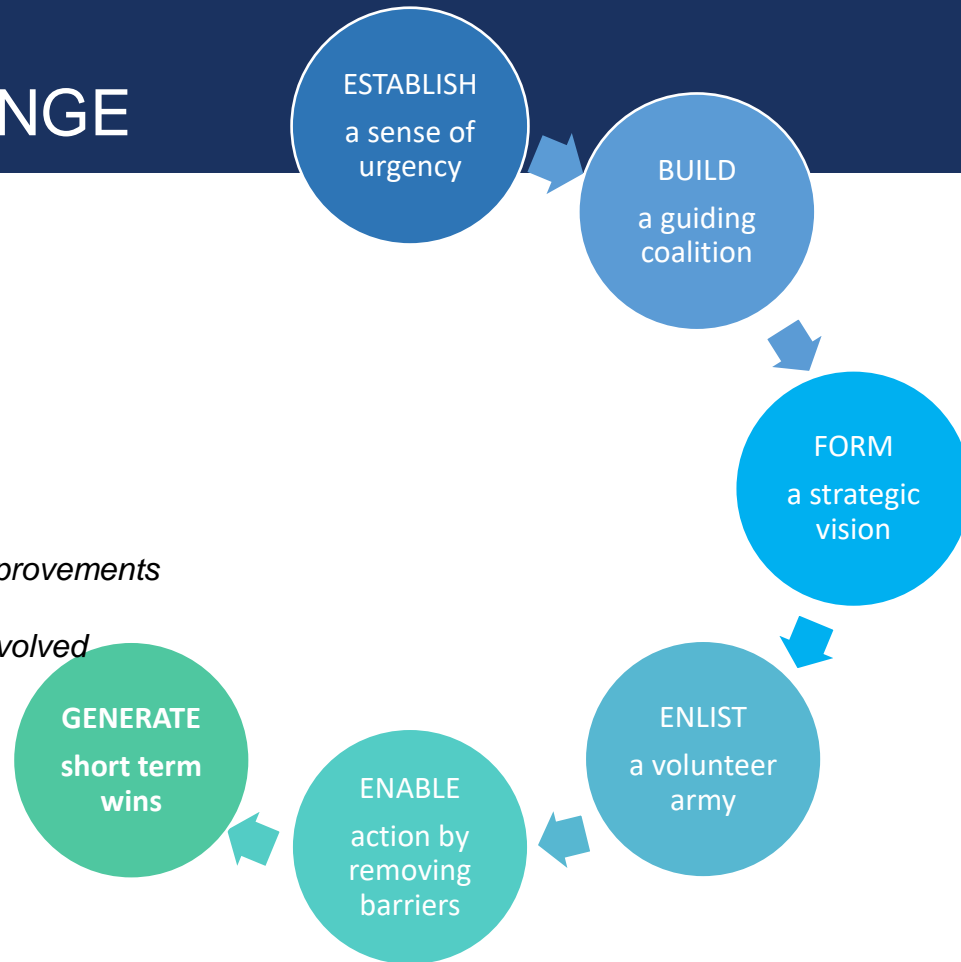 NGE
ESTABLISH
a sense of
urgency
BUILD
a guiding
coalition
FORM
a strategic
vision
provements
volved
ENLIST
a volunteer
army
ENABLE
action by
removing
barriers
GENERATE
short term
wins